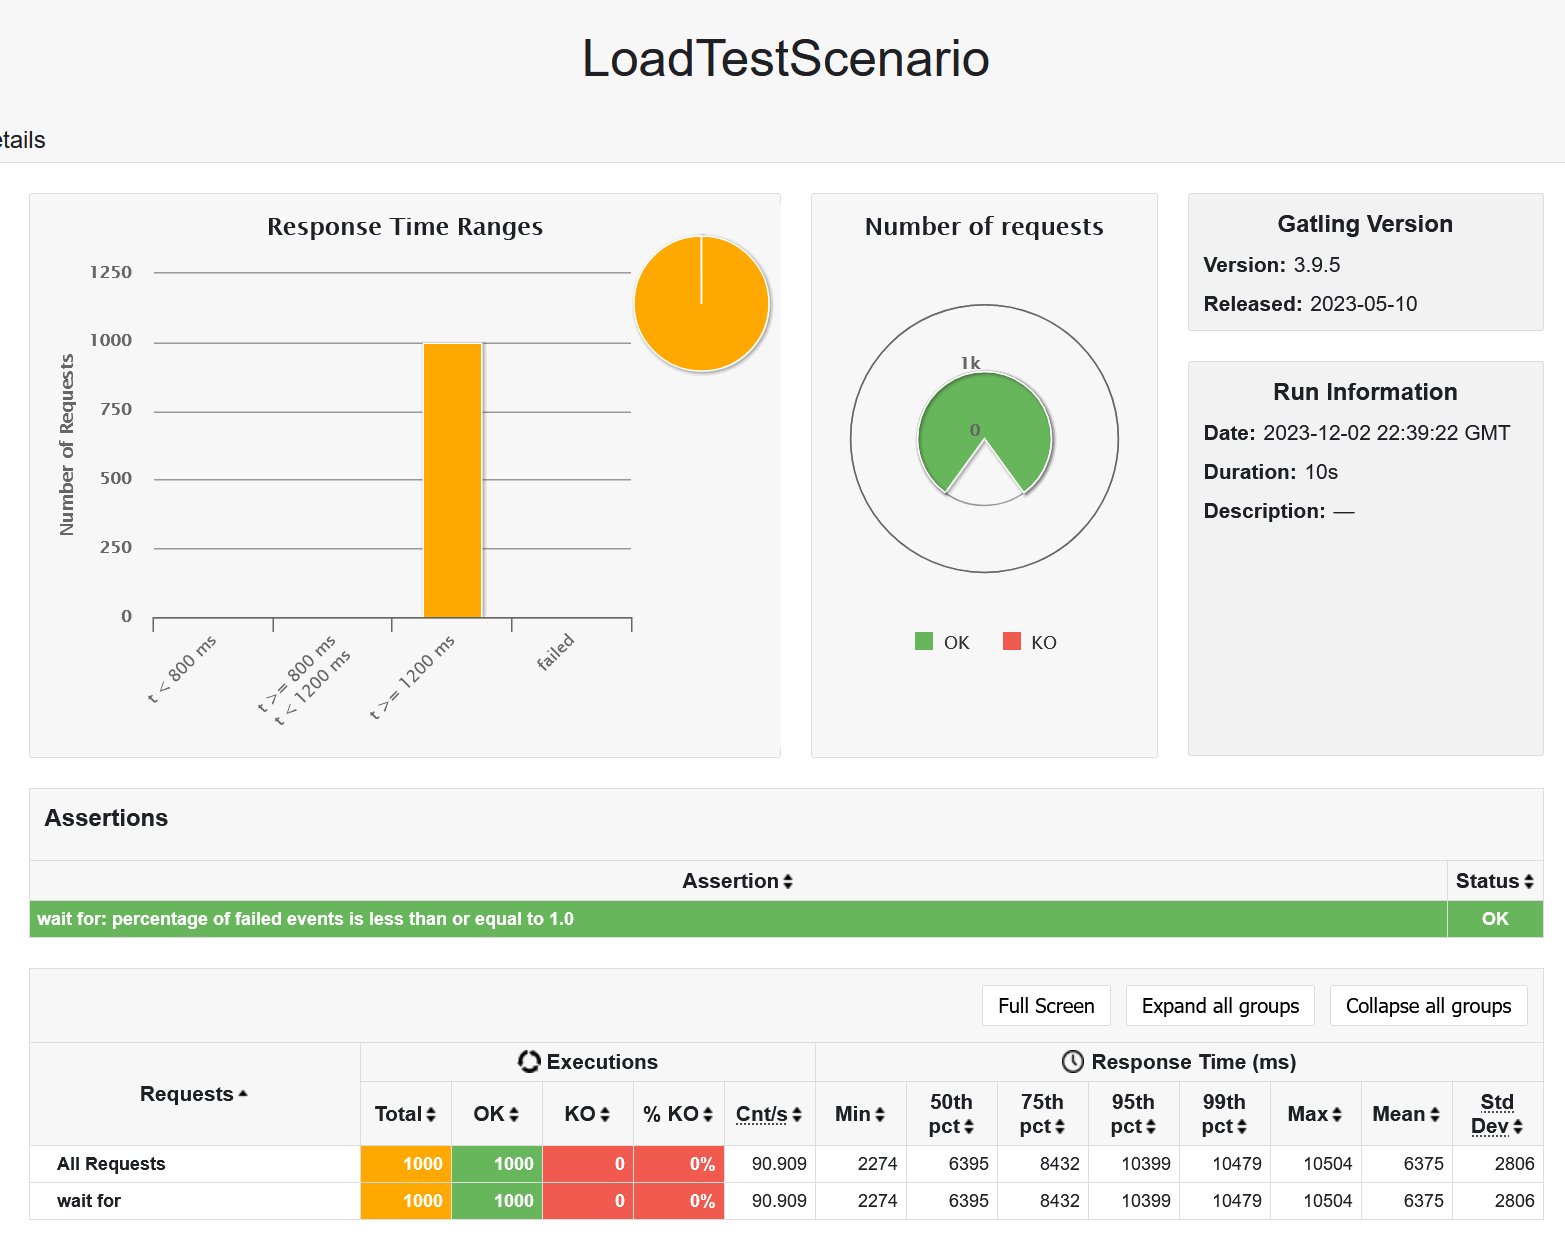 LoadTestScenario
etails
Response Time Ranges
1250
1000
750
500
250
0
Number of Requests
t < 800 ms
t >= 800 ms
t < 1200 ms
t >= 1200 ms
failed
Number of requests
1k
0
OK
KO
Gatling Version
Version: 3.9.5
Released: 2023-05-10
Run Information
Date: 2023-12-02 22:39:22 GMT
Duration: 10s
Description: —
Assertions
Assertion Status
wait for: percentage of failed events is less than or equal to 1.0 OK
Full Screen Expand all groups Collapse all groups
Requests Executions Response Time (ms)
Total OK KO % KO Cnt/s Min 50th pct 75th pct 95th pct 99th pct Max Mean Std Dev
All Requests 1000 1000 0 0% 90.909 2274 6395 8432 10399 10479 10504 6375 2806
wait for 1000 1000 0 0% 90.909 2274 6395 8432 10399 10479 10504 6375 2806